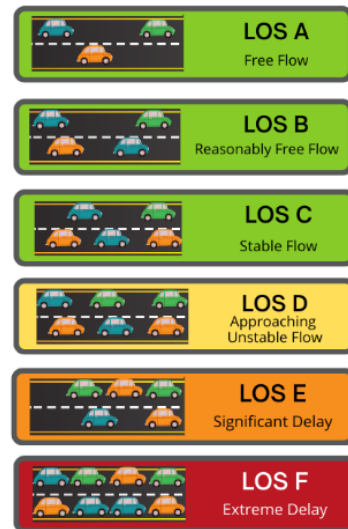 LOS A
Free Flow
LOS B
Reasonably Free Flow
LOS C
Stable Flow
LOS D
Approaching
Unstable Flow
LOS E
Significant Delay
LOS F
Extreme Delay